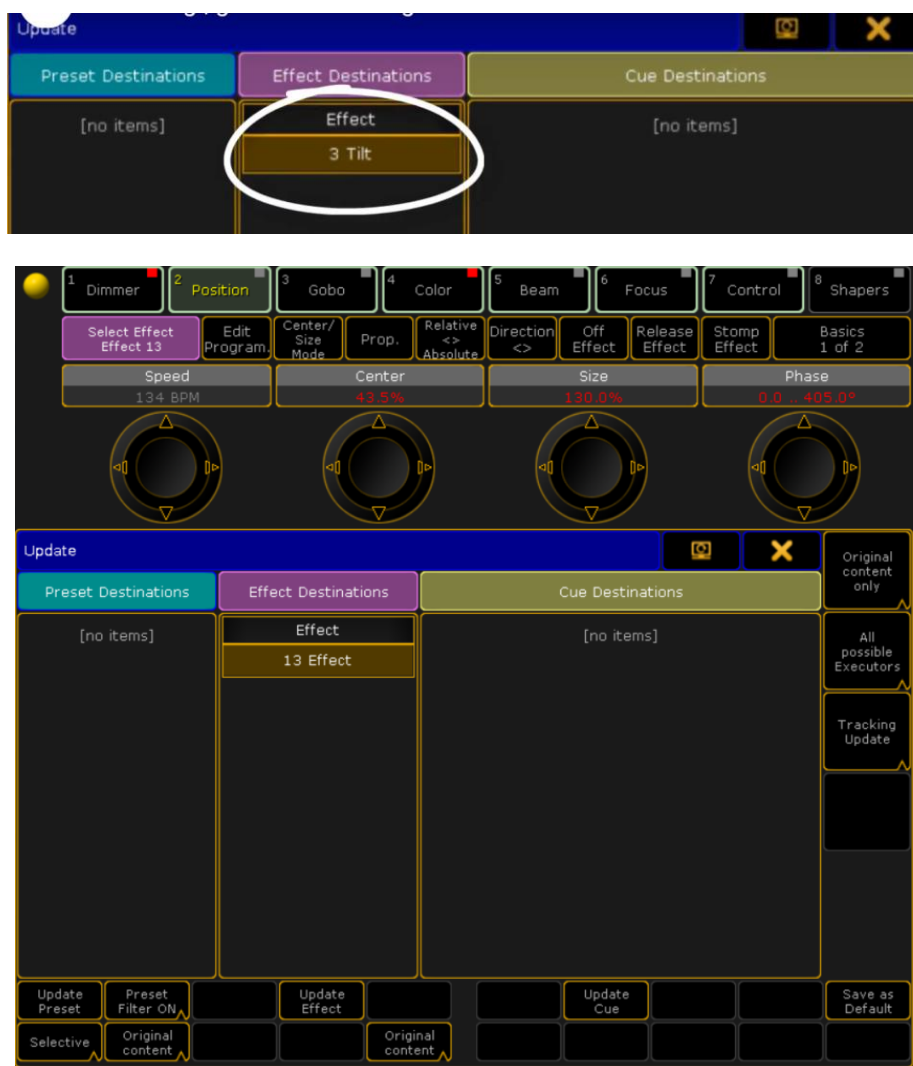 Update
Preset Destinations Effect Destinations Cue Destinations
[no items] Effect [no items]
3 Tilt
1 Dimmer 2 Position 3 Gobo 4 Color 5 Beam 6 Focus 7 Control 8 Shapers
Select Effect Edit Center/ Prop. Relative Direction Off Release Stomp Basics
Effect 13 Program. Size <> <> Effect Effect Effect 1 of 2
Mode Absolute
Speed Center Size Phase
134 BPM 43.5% 130.0% 0.0 .. 405.0°
Update
Original
content
only
Preset Destinations Effect Destinations Cue Destinations
[no items] Effect [no items]
13 Effect
All
possible
Executors
Tracking
Update
Update Preset Update Update Save as
Preset Filter ON Effect Cue Default
Selective Original Original
content content